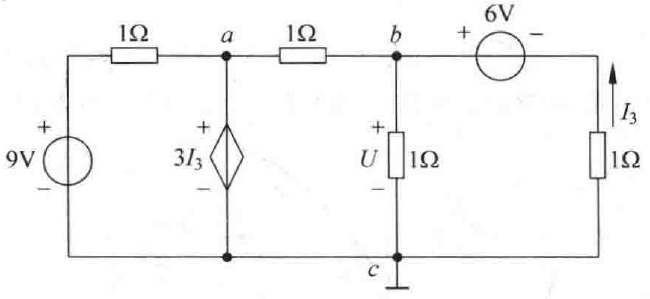 6V
1Ω a 1Ω b + −
+ + + I₃
9V 3I₃ U 1Ω 1Ω
− − −
c